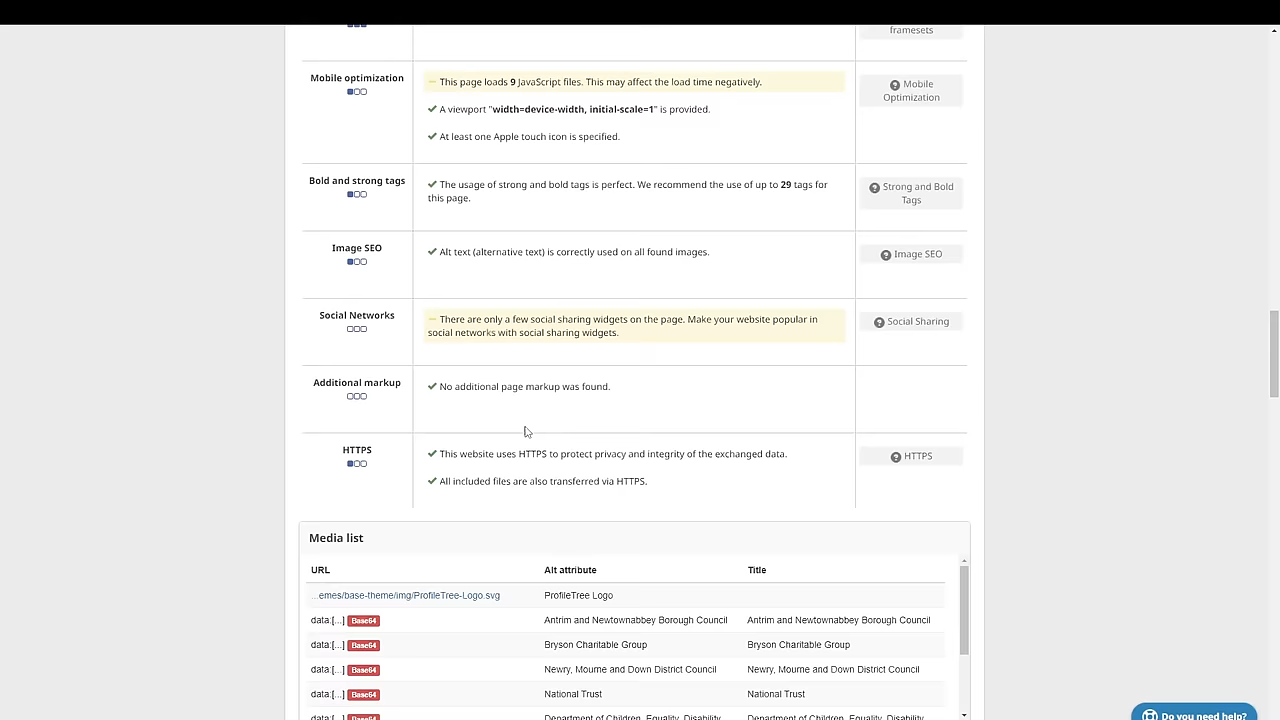 framesets
Mobile optimization
This page loads 9 JavaScript files. This may affect the load time negatively.
Mobile
Optimization
A viewport "width=device-width, initial-scale=1" is provided.
At least one Apple touch icon is specified.
Bold and strong tags
The usage of strong and bold tags is perfect. We recommend the use of up to 29 tags for
this page.
Strong and Bold
Tags
Image SEO
Alt text (alternative text) is correctly used on all found images.
Image SEO
Social Networks
There are only a few social sharing widgets on the page. Make your website popular in
social networks with social sharing widgets.
Social Sharing
Additional markup
No additional page markup was found.
HTTPS
This website uses HTTPS to protect privacy and integrity of the exchanged data.
HTTPS
All included files are also transferred via HTTPS.
Media list
URL Alt attribute Title
...emes/base-theme/img/ProfileTree-Logo.svg ProfileTree Logo
data:[...] Base64 Antrim and Newtownabbey Borough Council Antrim and Newtownabbey Borough Council
data:[...] Base64 Bryson Charitable Group Bryson Charitable Group
data:[...] Base64 Newry, Mourne and Down District Council Newry, Mourne and Down District Council
data:[...] Base64 National Trust National Trust
data:[...] Base64 Department of Children, Equality, Disability, Department of Children, Equality, Disability,
Do you need help?